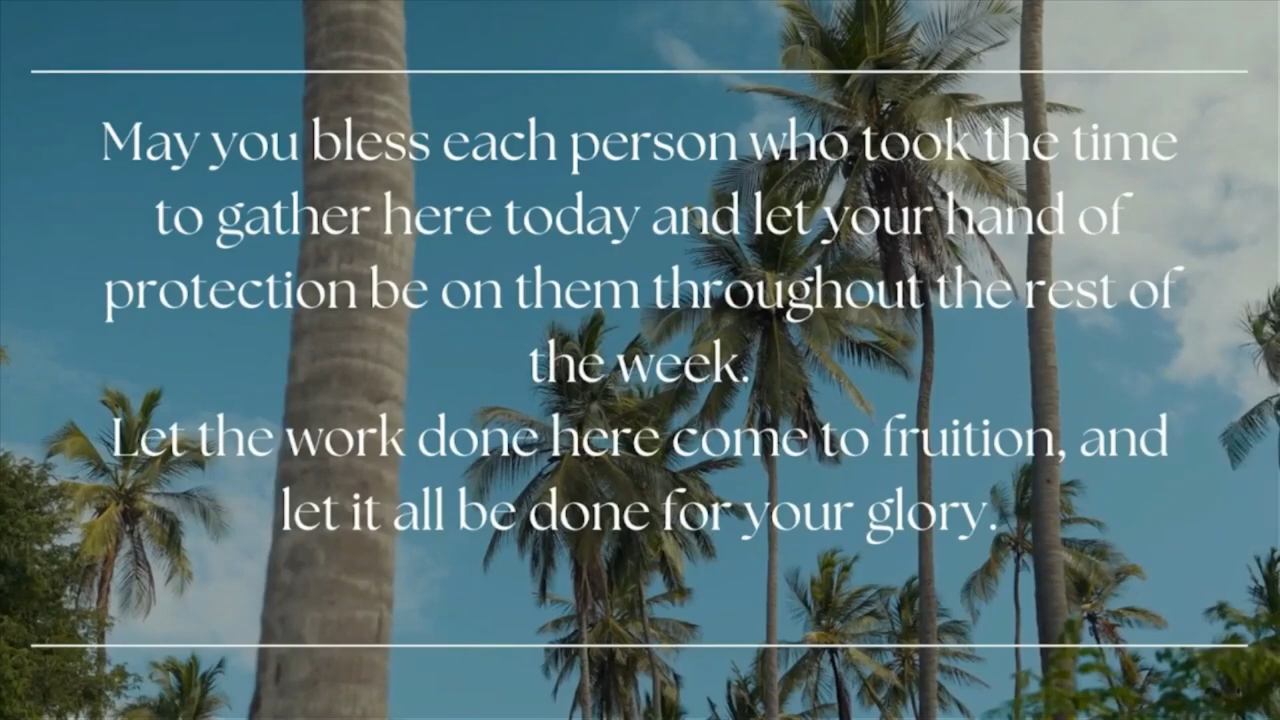 May you bless each person who took the time
to gather here today and let your hand of
protection be on them throughout the rest of
the week.
Let the work done here come to fruition, and
let it all be done for your glory.